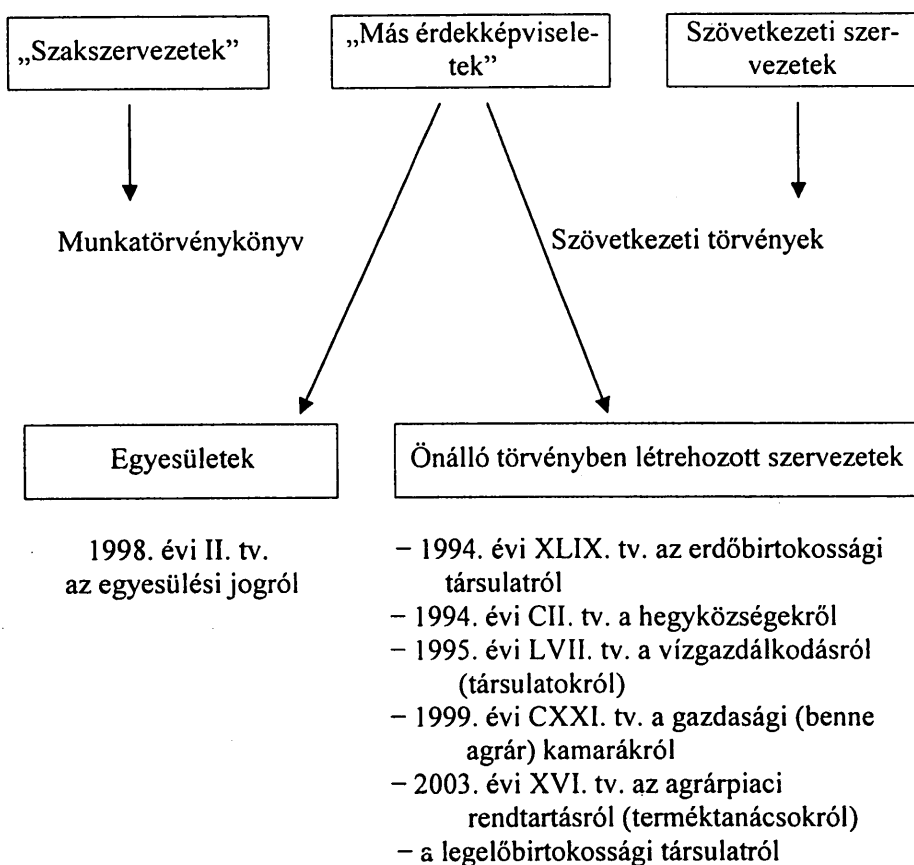 „Szakszervezetek”
„Más érdekképvisele-
tek”
Szövetkezeti szer-
vezetek
Munkatörvénykönyv
Szövetkezeti törvények
Egyesületek
1998. évi II. tv.
az egyesülési jogról
Önálló törvényben létrehozott szervezetek
– 1994. évi XLIX. tv. az erdőbirtokossági
társulatról
– 1994. évi CII. tv. a hegyközségekről
– 1995. évi LVII. tv. a vízgazdálkodásról
(társulatokról)
– 1999. évi CXXI. tv. a gazdasági (benne
agrár) kamarákról
– 2003. évi XVI. tv. az agrárpiaci
rendtartásról (terméktanácsokról)
– a legelőbirtokossági társulatról